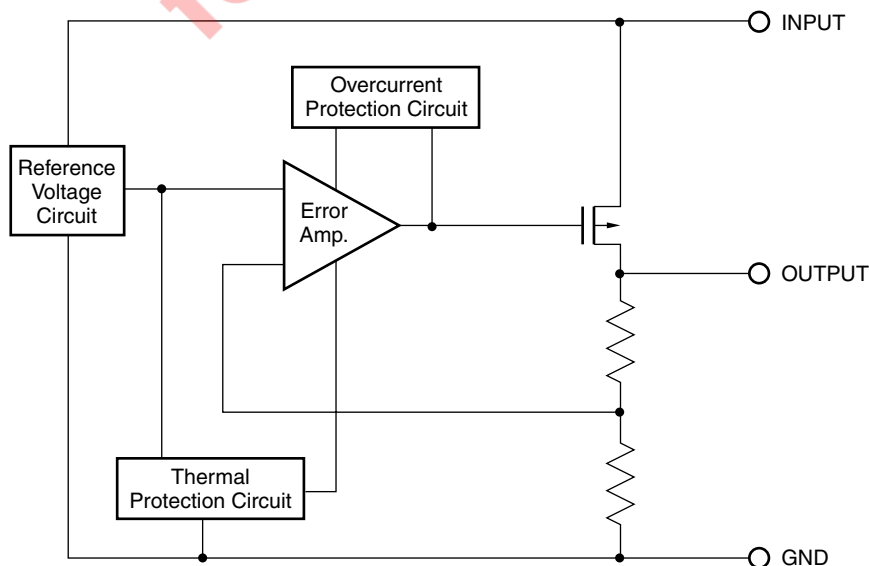 INPUT
Overcurrent
Protection Circuit
Reference
Voltage
Circuit
Error
Amp.
OUTPUT
Thermal
Protection Circuit
GND